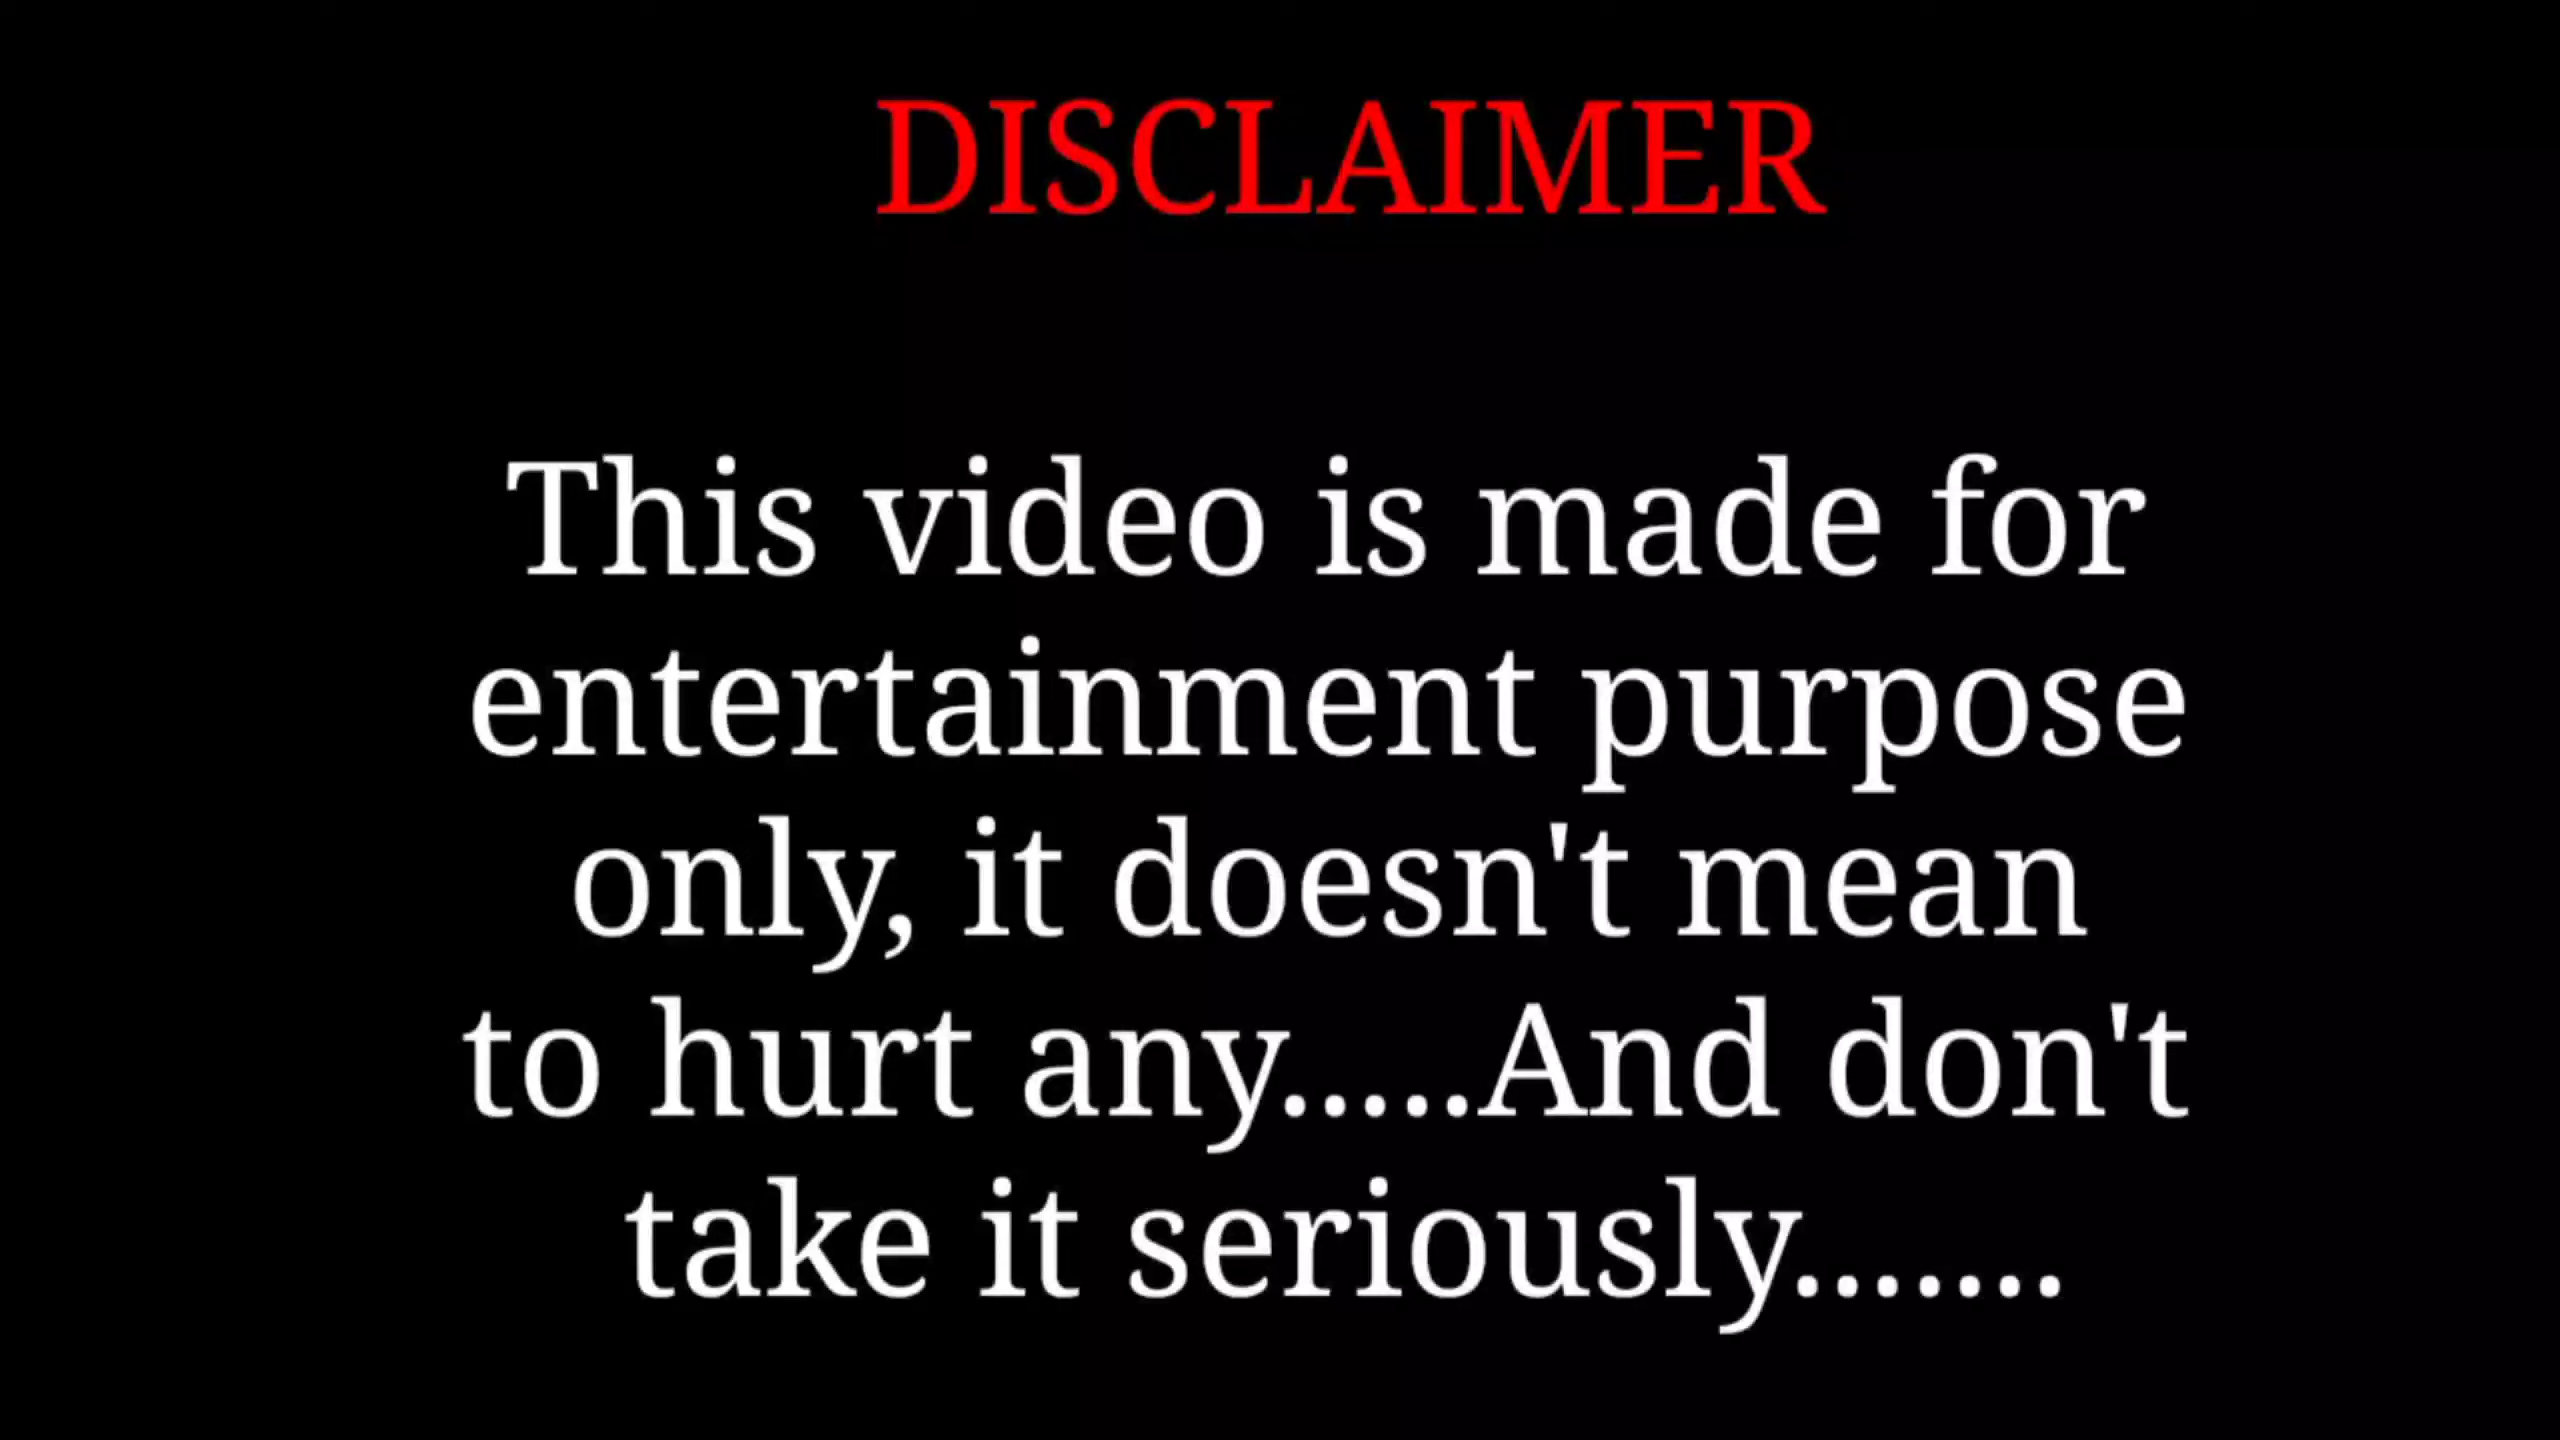 DISCLAIMER
This video is made for
entertainment purpose
only, it doesn't mean
to hurt any.....And don't
take it seriously.......